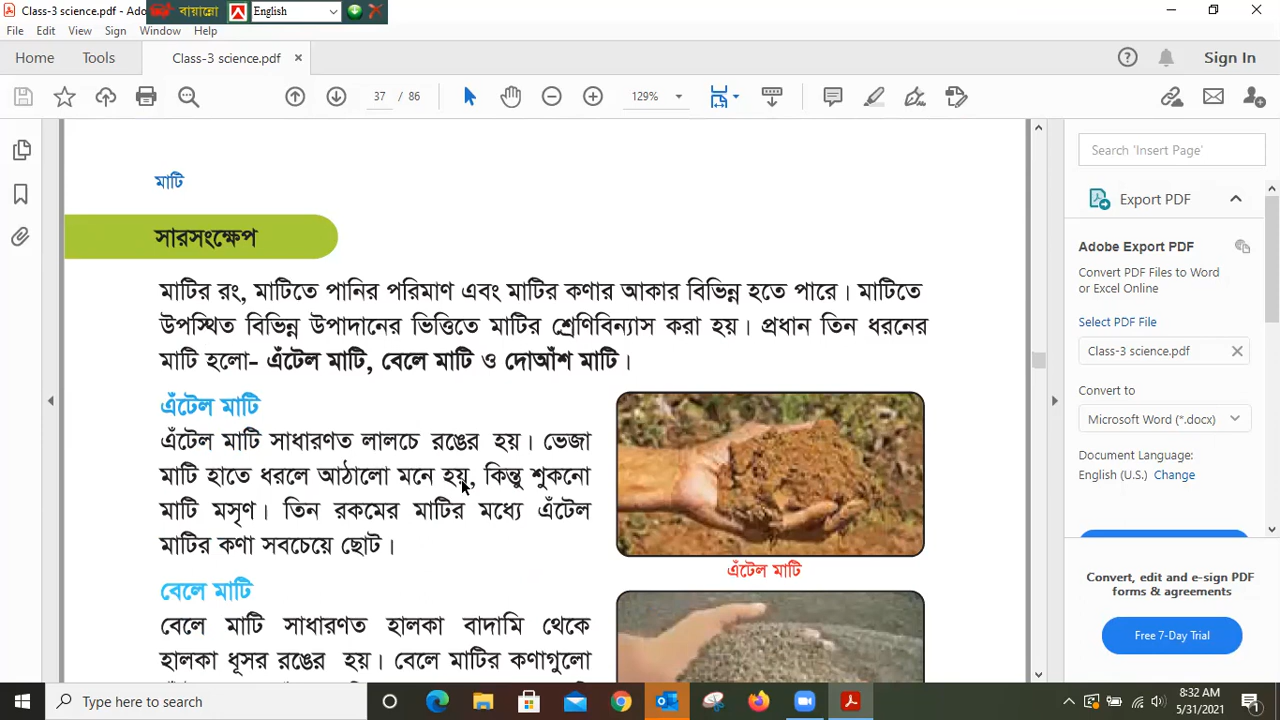 Class-3 science.pdf - Ado
বায়ান্নো
English
File Edit View Sign Window Help
Home Tools Class-3 science.pdf Sign In
37 / 86 129%
Search 'Insert Page'
Export PDF
Adobe Export PDF
Convert PDF Files to Word
or Excel Online
Select PDF File
Class-3 science.pdf
Convert to
Microsoft Word (*.docx)
Document Language:
English (U.S.) Change
Convert, edit and e-sign PDF
forms & agreements
Free 7-Day Trial
মাটি
সারসংক্ষেপ
মাটির রং, মাটিতে পানির পরিমাণ এবং মাটির কণার আকার বিভিন্ন হতে পারে। মাটিতে
উপস্থিত বিভিন্ন উপাদানের ভিত্তিতে মাটির শ্রেণিবিন্যাস করা হয়। প্রধান তিন ধরনের
মাটি হলো- এঁটেল মাটি, বেলে মাটি ও দোআঁশ মাটি।
এঁটেল মাটি
এঁটেল মাটি সাধারণত লালচে রঙের হয়। ভেজা
মাটি হাতে ধরলে আঠালো মনে হয়, কিন্তু শুকনো
মাটি মসৃণ। তিন রকমের মাটির মধ্যে এঁটেল
মাটির কণা সবচেয়ে ছোট।
এঁটেল মাটি
বেলে মাটি
বেলে মাটি সাধারণত হালকা বাদামি থেকে
হালকা ধূসর রঙের হয়। বেলে মাটির কণাগুলো
Type here to search
8:32 AM
5/31/2021